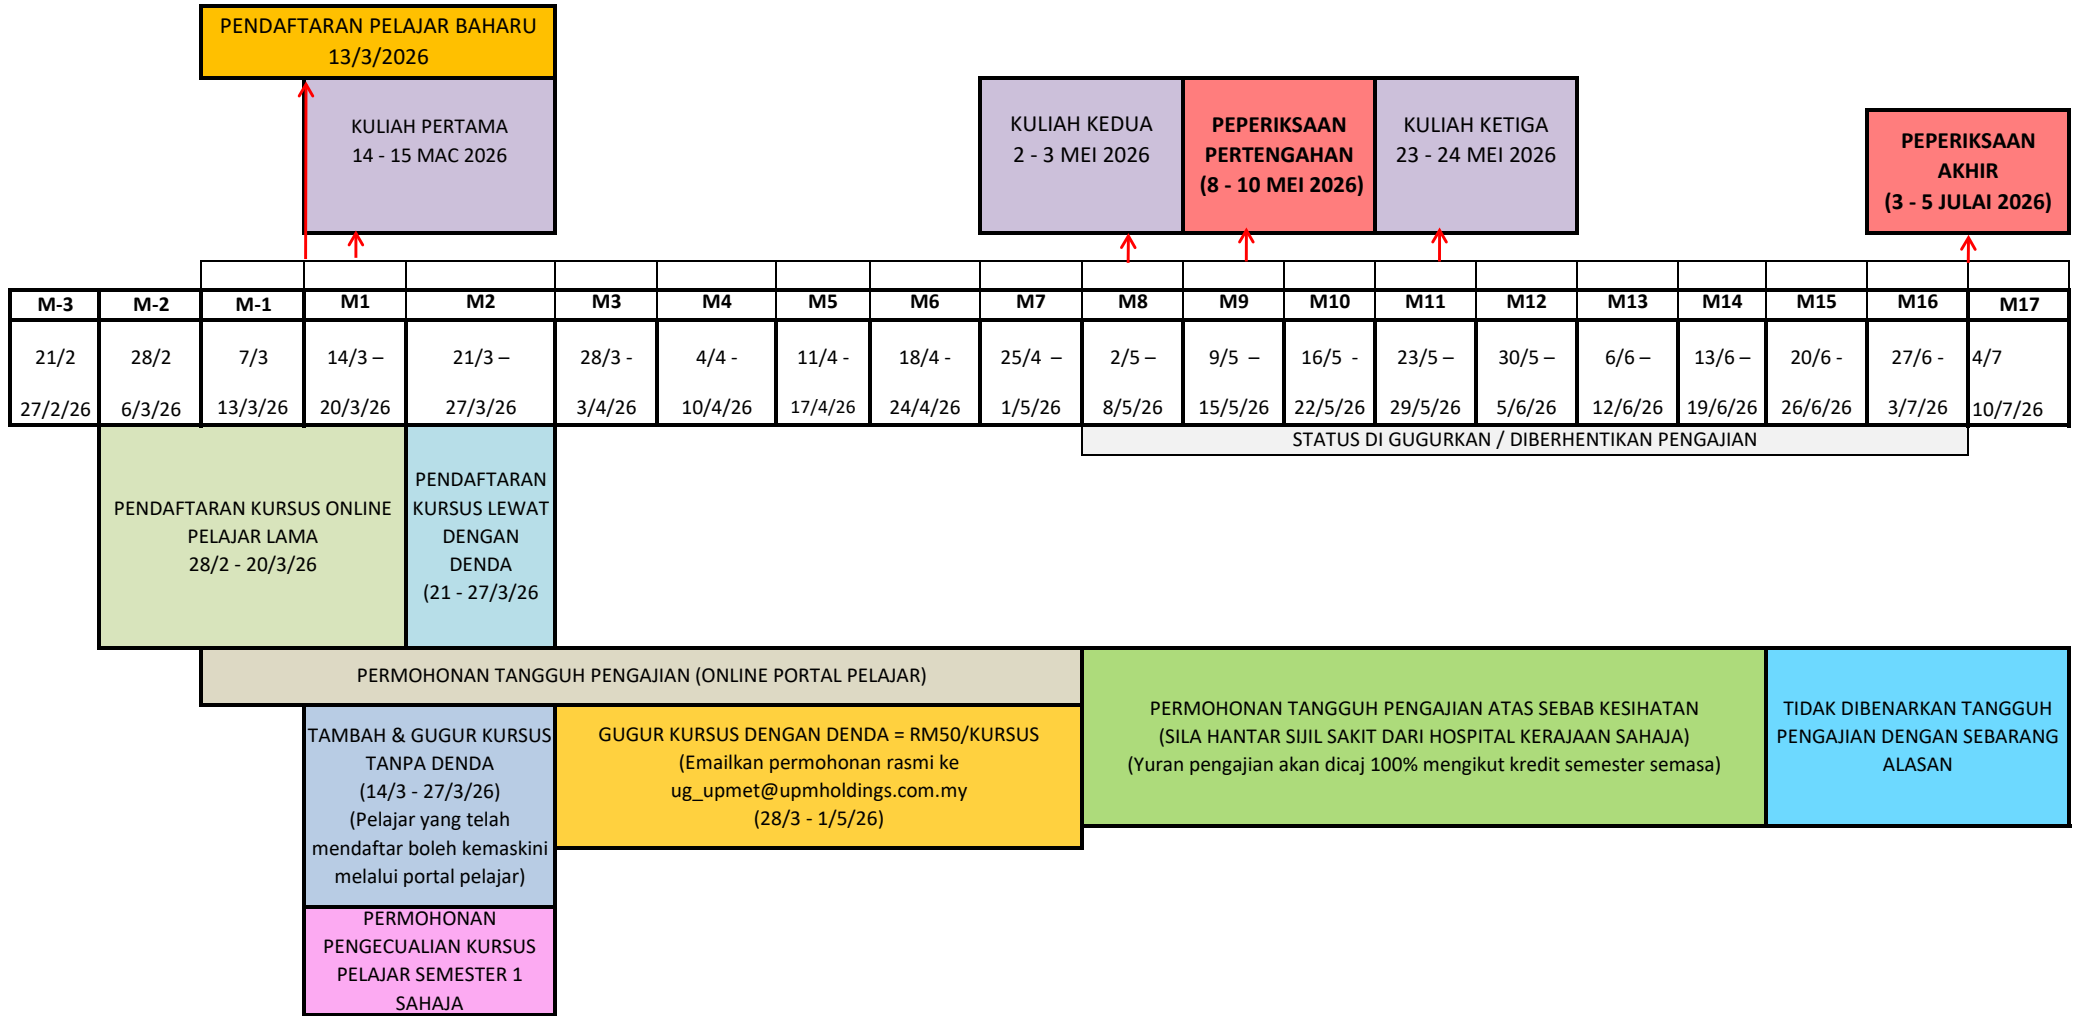 PENDAFTARAN PELAJAR BAHARU
13/3/2026
KULIAH PERTAMA
14 - 15 MAC 2026
KULIAH KEDUA
2 - 3 MEI 2026
PEPERIKSAAN
PERTENGAHAN
(8 - 10 MEI 2026)
KULIAH KETIGA
23 - 24 MEI 2026
PEPERIKSAAN
AKHIR
(3 - 5 JULAI 2026)
M-3 M-2 M-1 M1 M2 M3 M4 M5 M6 M7 M8 M9 M10 M11 M12 M13 M14 M15 M16 M17
21/2 28/2 7/3 14/3 – 21/3 – 28/3 - 4/4 - 11/4 - 18/4 - 25/4 – 2/5 – 9/5 – 16/5 - 23/5 – 30/5 – 6/6 – 13/6 – 20/6 - 27/6 - 4/7
27/2/26 6/3/26 13/3/26 20/3/26 27/3/26 3/4/26 10/4/26 17/4/26 24/4/26 1/5/26 8/5/26 15/5/26 22/5/26 29/5/26 5/6/26 12/6/26 19/6/26 26/6/26 3/7/26 10/7/26
STATUS DI GUGURKAN / DIBERHENTIKAN PENGAJIAN
PENDAFTARAN KURSUS ONLINE
PELAJAR LAMA
28/2 - 20/3/26
PENDAFTARAN
KURSUS LEWAT
DENGAN
DENDA
(21 - 27/3/26
PERMOHONAN TANGGUH PENGAJIAN (ONLINE PORTAL PELAJAR)
PERMOHONAN TANGGUH PENGAJIAN ATAS SEBAB KESIHATAN
(SILA HANTAR SIJIL SAKIT DARI HOSPITAL KERAJAAN SAHAJA)
(Yuran pengajian akan dicaj 100% mengikut kredit semester semasa)
TIDAK DIBENARKAN TANGGUH
PENGAJIAN DENGAN SEBARANG
ALASAN
TAMBAH & GUGUR KURSUS
TANPA DENDA
(14/3 - 27/3/26)
(Pelajar yang telah
mendaftar boleh kemaskini
melalui portal pelajar)
GUGUR KURSUS DENGAN DENDA = RM50/KURSUS
(Emailkan permohonan rasmi ke
ug_upmet@upmholdings.com.my
(28/3 - 1/5/26)
PERMOHONAN
PENGECUALIAN KURSUS
PELAJAR SEMESTER 1
SAHAJA